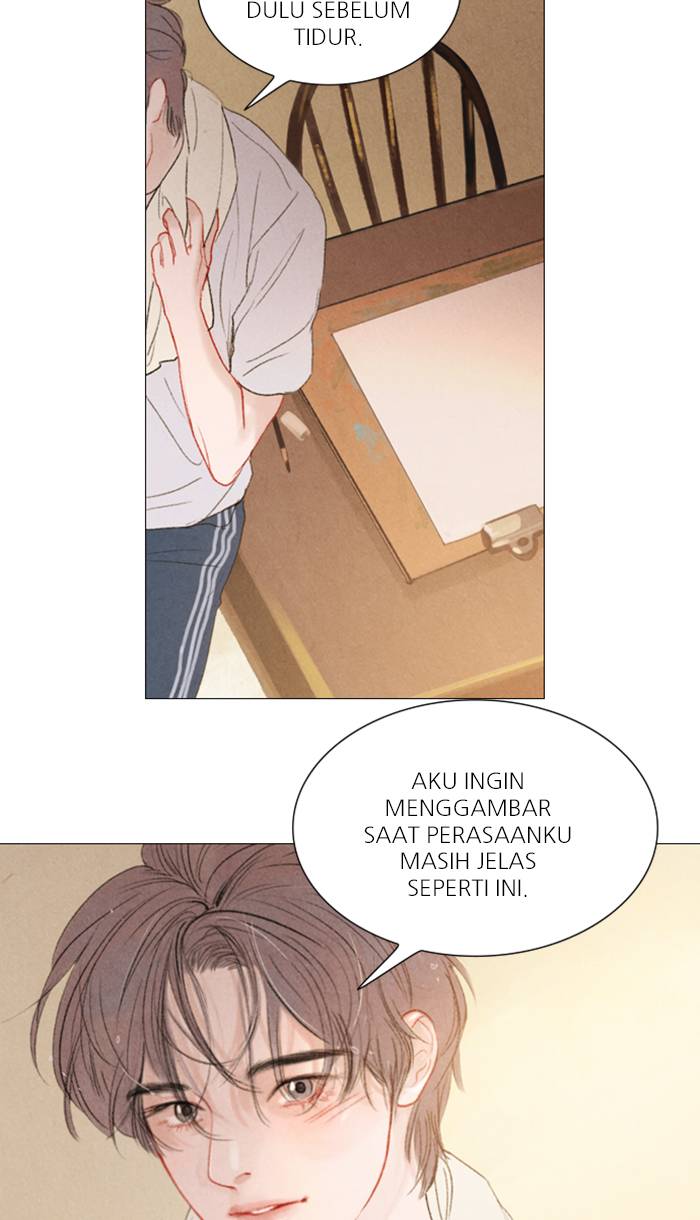 DULU SEBELUM
TIDUR.
AKU INGIN
MENGGAMBAR
SAAT PERASAANKU
MASIH JELAS
SEPERTI INI.